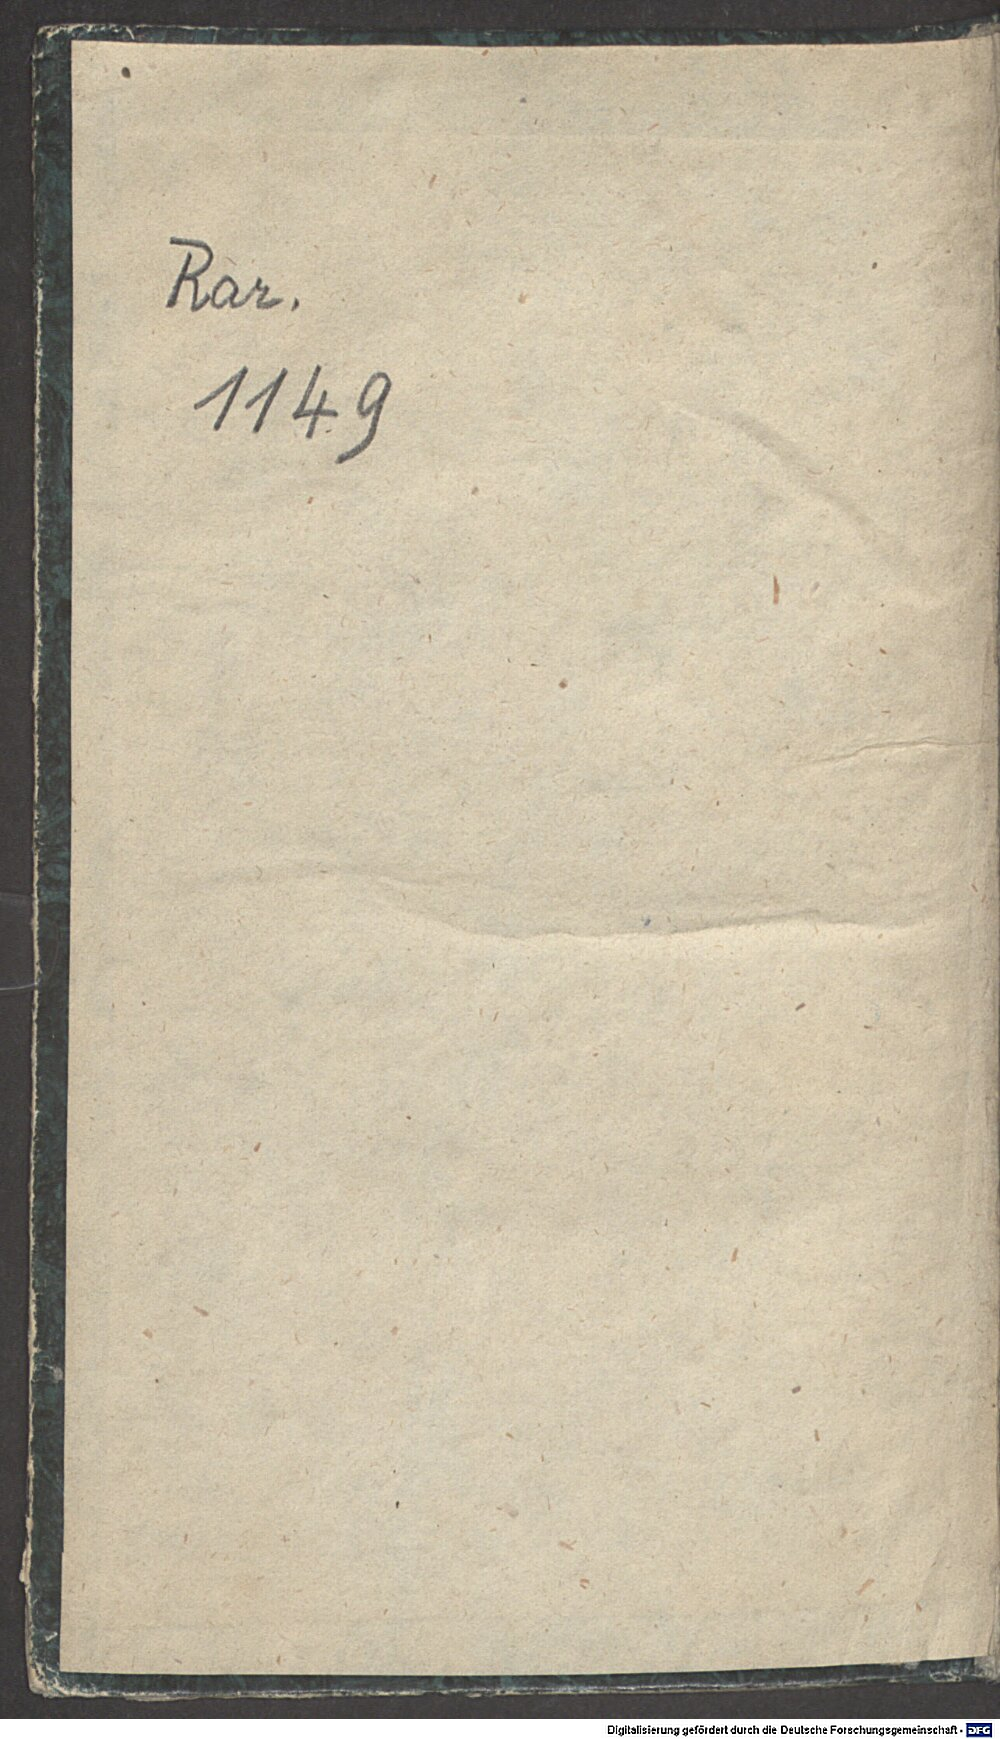 Rar.
1149
Digitalisierung gefördert durch die Deutsche Forschungsgemeinschaft - DFG